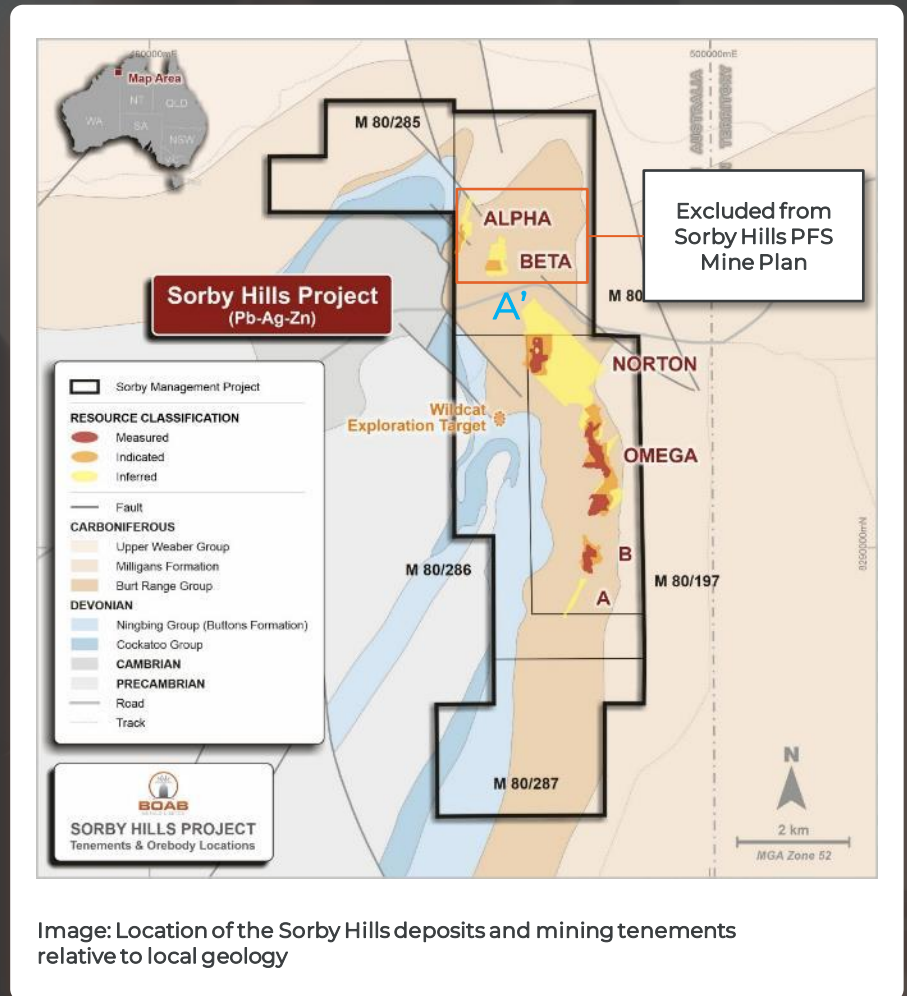 460000mE
500000mE
Map Area
NT
QLD
WA
SA
NSW
AUSTRALIA
TERRITORY
M 80/285
ALPHA
BETA
Excluded from
Sorby Hills PFS
Mine Plan
A'
M 80
Sorby Hills Project
(Pb-Ag-Zn)
NORTON
Wildcat
Exploration Target
OMEGA
B
A
M 80/286
M 80/197
8290000mN
M 80/287
Sorby Management Project
RESOURCE CLASSIFICATION
Measured
Indicated
Inferred
Fault
CARBONIFEROUS
Upper Weaber Group
Milligans Formation
Burt Range Group
DEVONIAN
Ningbing Group (Buttons Formation)
Cockatoo Group
CAMBRIAN
PRECAMBRIAN
Road
Track
BOAB
SORBY HILLS PROJECT
Tenements & Orebody Locations
N
2 km
MGA Zone 52
Image: Location of the Sorby Hills deposits and mining tenements
relative to local geology